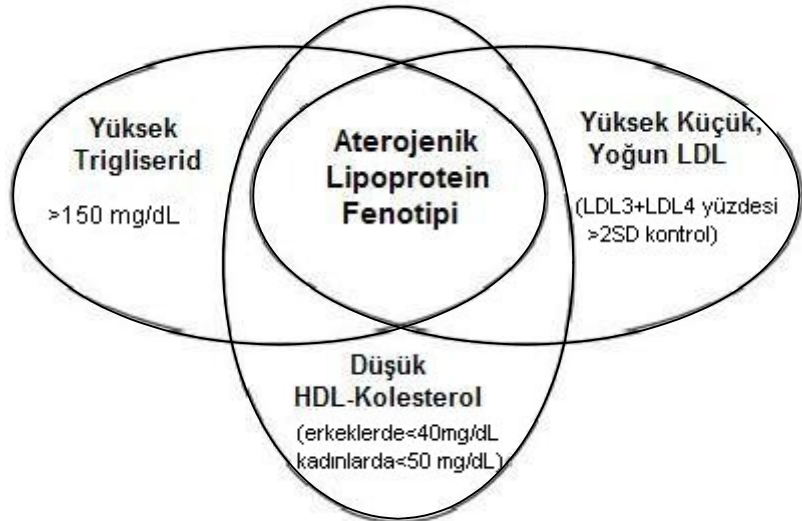 Yüksek
Trigliserid
>150 mg/dL
Aterojenik
Lipoprotein
Fenotipi
Yüksek Küçük,
Yoğun LDL
(LDL3+LDL4 yüzdesi
>2SD kontrol)
Düşük
HDL-Kolesterol
(erkeklerde<40mg/dL
kadınlarda<50 mg/dL)